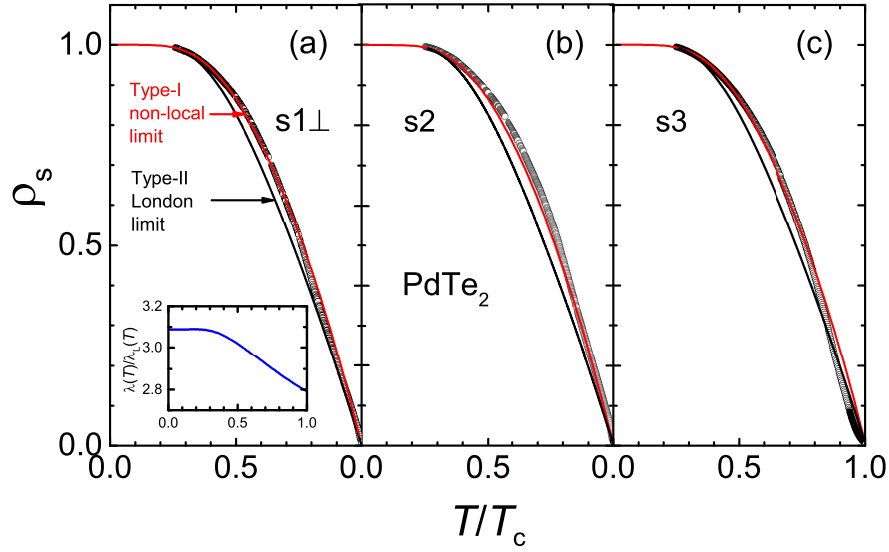 (a)
(b)
(c)
1.0
0.5
0.0
ρs
Type-I
non-local
limit
Type-II
London
limit
s1⊥
s2
s3
PdTe2
3.2
3.0
2.8
λ(T)/λL(T)
0.0
0.5
1.0
0.0
0.5
0.0
0.5
0.0
0.5
1.0
T/Tc